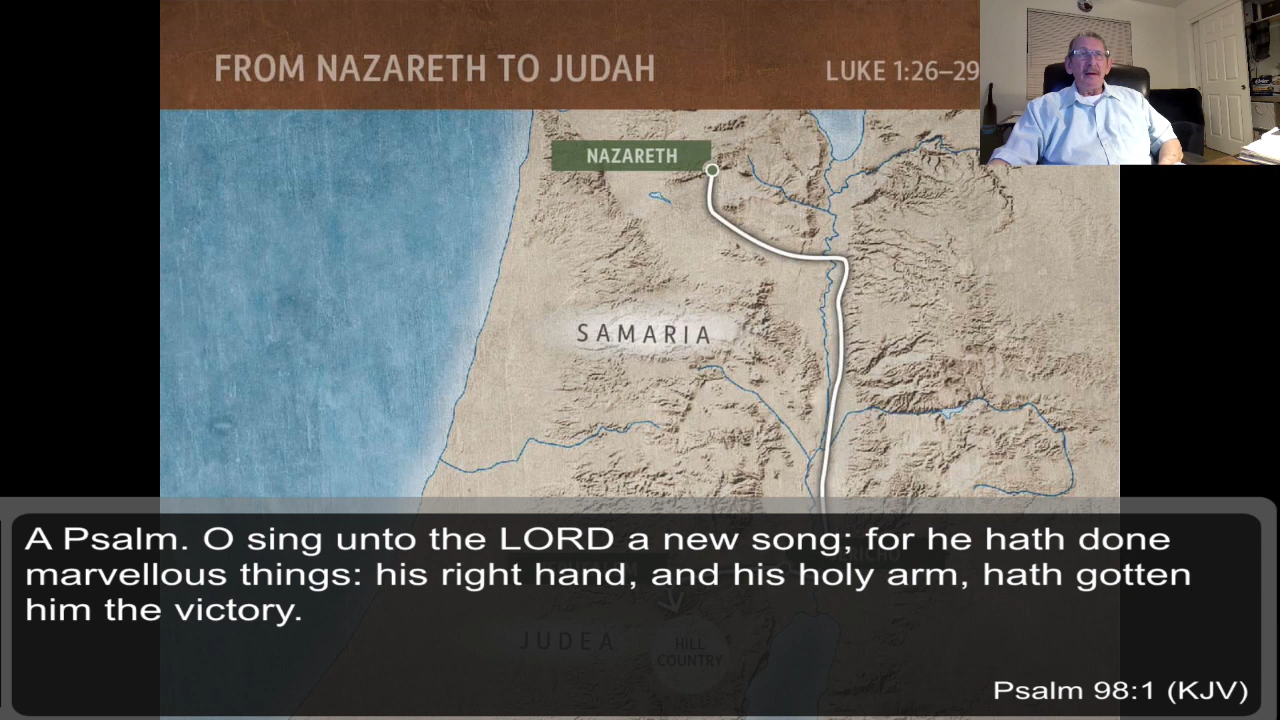 FROM NAZARETH TO JUDAH
LUKE 1:26–29
NAZARETH
SAMARIA
A Psalm. O sing unto the LORD a new song; for he hath done
marvellous things: his right hand, and his holy arm, hath gotten
him the victory.
JUDEA
HILL
COUNTRY
Psalm 98:1 (KJV)